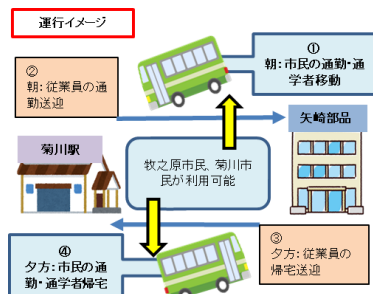 運行イメージ
①
朝:市民の通勤・通
学者移動
②
朝:従業員の通
勤送迎
矢崎部品
菊川駅
牧之原市民、菊川市
民が利用可能
④
夕方:市民の通
勤・通学者帰宅
③
夕方:従業員の
帰宅送迎